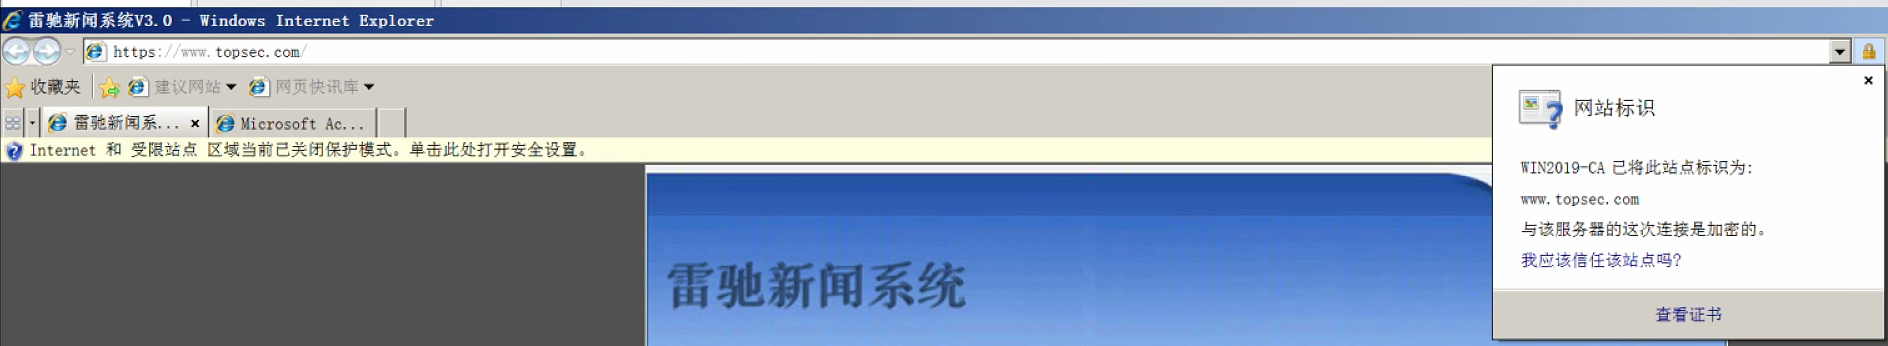 雷驰新闻系统V3.0 - Windows Internet Explorer
https://www.topsec.com/
收藏夹 建议网站 网页快讯库
雷驰新闻系... Microsoft Ac...
Internet 和 受限站点 区域当前已关闭保护模式。单击此处打开安全设置。
雷驰新闻系统
网站标识
WIN2019-CA 已将此站点标识为:
www.topsec.com
与该服务器的这次连接是加密的。
我应该信任该站点吗?
查看证书